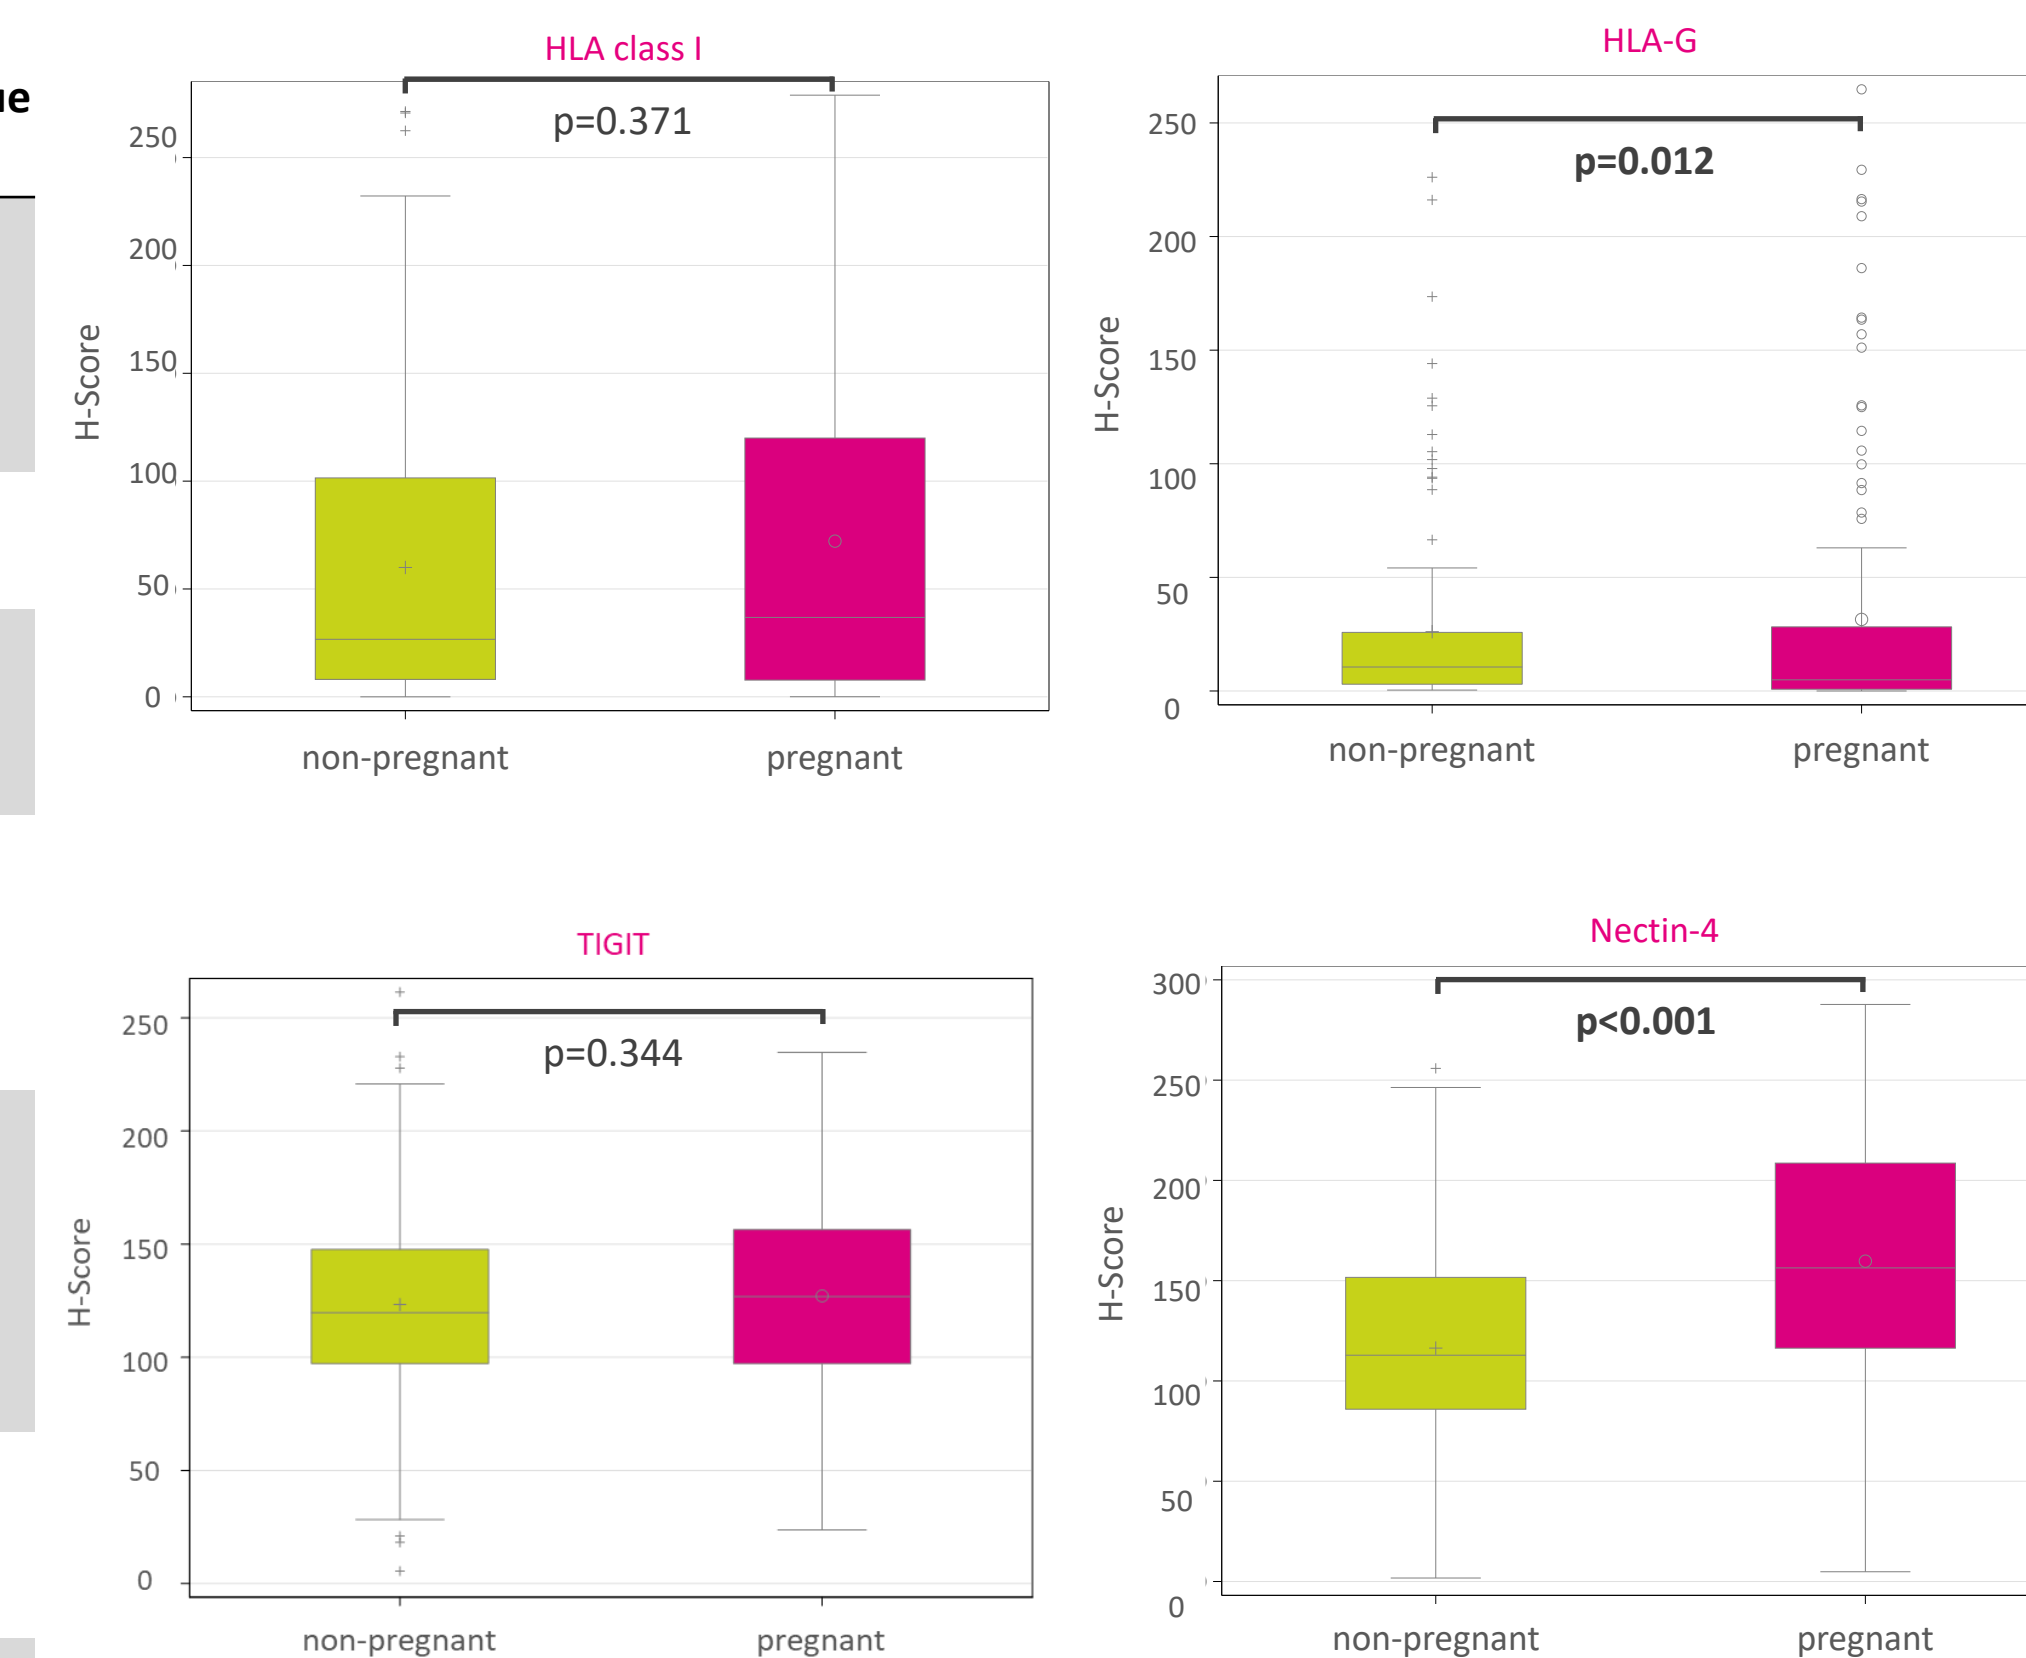 ue
HLA class I
p=0.371
250
200
150
100
50
0
H-Score
non-pregnant
pregnant
HLA-G
p=0.012
250
200
150
100
50
0
H-Score
non-pregnant
pregnant
TIGIT
p=0.344
250
200
150
100
50
0
H-Score
non-pregnant
pregnant
Nectin-4
p<0.001
300
250
200
150
100
50
0
H-Score
non-pregnant
pregnant